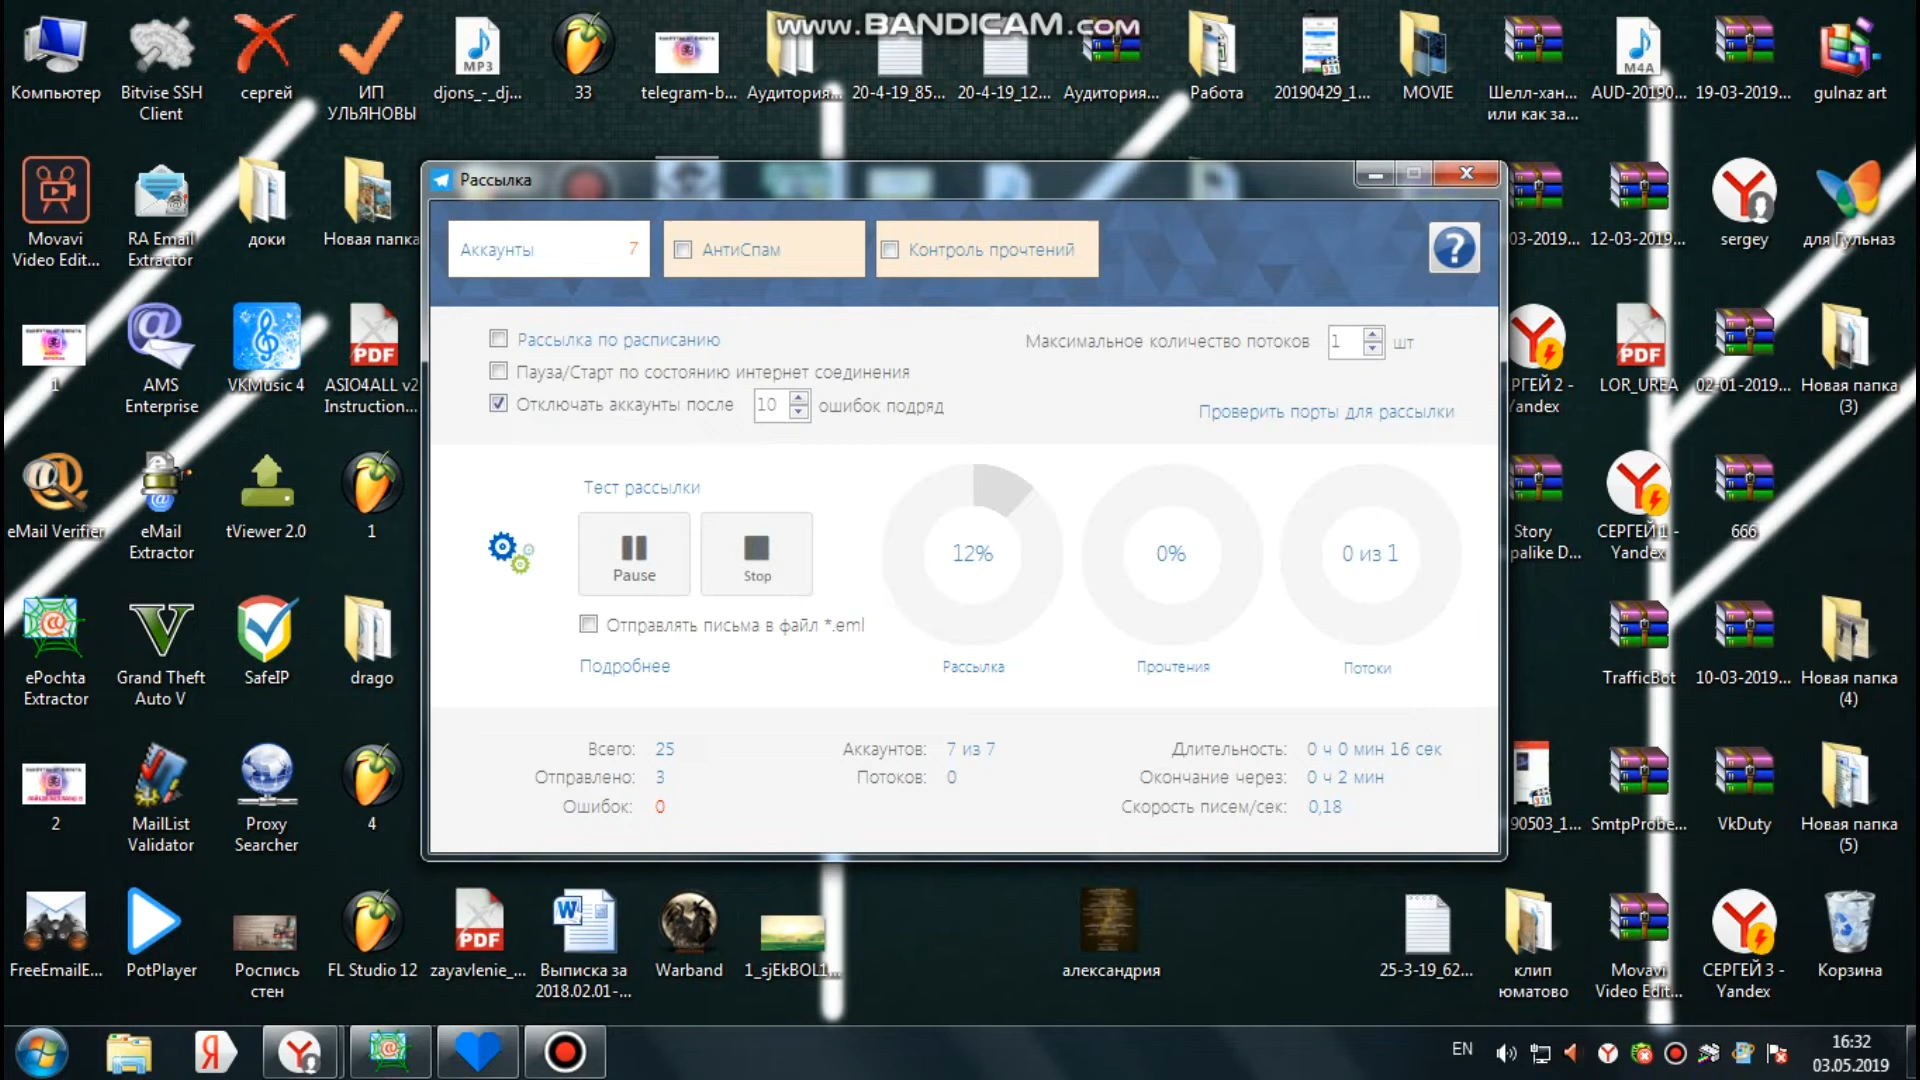 www.BANDICAM.com
Компьютер
Bitvise SSH
Client
сергей
ИП
УЛЬЯНОВЫ
djons_-_dj...
33
telegram-b...
Аудитория...
20-4-19_85...
20-4-19_12...
Аудитория...
Работа
20190429_1...
MOVIE
Шелл-хан...
или как за...
AUD-20190...
19-03-2019...
gulnaz art
Movavi
Video Edit...
RA Email
Extractor
доки
Новая папка
03-2019...
12-03-2019...
sergey
для Гульназ
1
AMS
Enterprise
VKMusic 4
ASIO4ALL v2
Instruction...
РГЕЙ 2 -
Yandex
LOR_UREA
02-01-2019...
Новая папка
(3)
eMail Verifier
eMail
Extractor
tViewer 2.0
1
Story
palike D...
СЕРГЕЙ 1 -
Yandex
666
ePochta
Extractor
Grand Theft
Auto V
SafeIP
drago
TrafficBot
10-03-2019...
Новая папка
(4)
2
MailList
Validator
Proxy
Searcher
4
90503_1...
SmtpProbe...
VkDuty
Новая папка
(5)
FreeEmailE...
PotPlayer
Роспись
стен
FL Studio 12
zayavlenie_...
Выписка за
2018.02.01-...
Warband
1_sjEkBOL1...
александрия
25-3-19_62...
клип
юматово
Movavi
Video Edit...
СЕРГЕЙ 3 -
Yandex
Корзина
Рассылка
Аккаунты 7
АнтиСпам
Контроль прочтений
?
Рассылка по расписанию
Максимальное количество потоков 1 шт
Пауза/Старт по состоянию интернет соединения
Отключать аккаунты после 10 ошибок подряд
Проверить порты для рассылки
Тест рассылки
Pause
Stop
12%
0%
0 из 1
Отправлять письма в файл *.eml
Подробнее
Рассылка
Прочтения
Потоки
Всего: 25
Отправлено: 3
Ошибок: 0
Аккаунтов: 7 из 7
Потоков: 0
Длительность: 0 ч 0 мин 16 сек
Окончание через: 0 ч 2 мин
Скорость писем/сек: 0,18
EN
16:32
03.05.2019